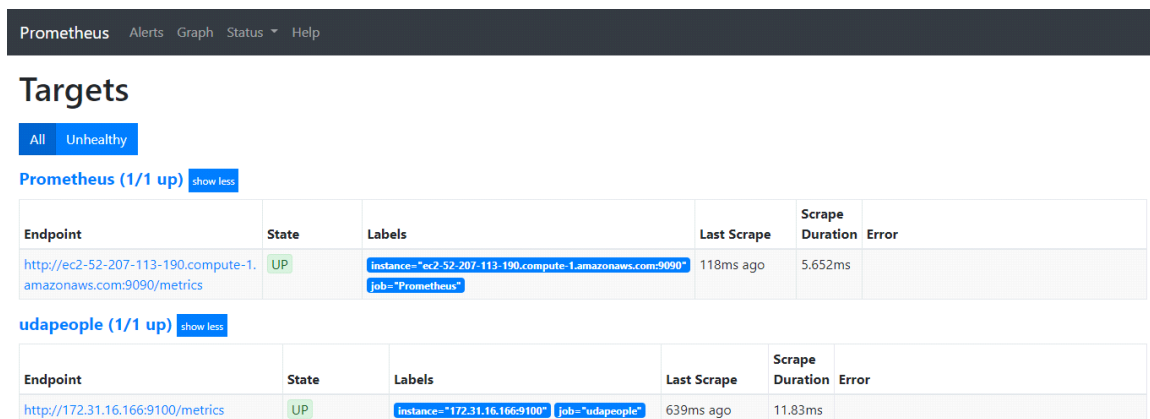 Prometheus Alerts Graph Status Help
Targets
All Unhealthy
Prometheus (1/1 up) show less
Scrape
Endpoint State Labels Last Scrape Duration Error
http://ec2-52-207-113-190.compute-1. UP instance="ec2-52-207-113-190.compute-1.amazonaws.com:9090" 118ms ago 5.652ms
amazonaws.com:9090/metrics job="Prometheus"
udapeople (1/1 up) show less
Scrape
Endpoint State Labels Last Scrape Duration Error
http://172.31.16.166:9100/metrics UP instance="172.31.16.166:9100" job="udapeople" 639ms ago 11.83ms